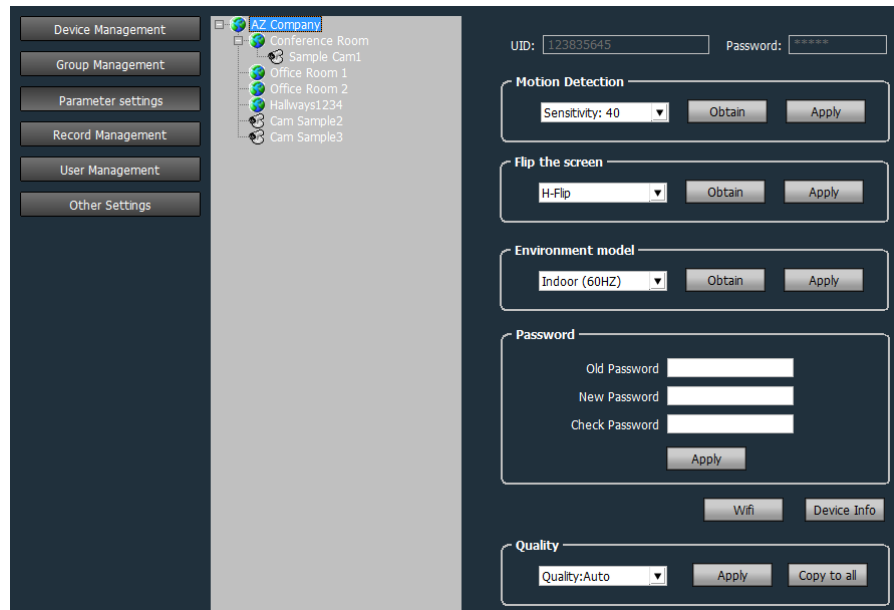 Device Management
Group Management
Parameter settings
Record Management
User Management
Other Settings
AZ Company
Conference Room
Sample Cam1
Office Room 1
Office Room 2
Hallways1234
Cam Sample2
Cam Sample3
UID: 123835645 Password: *****
Motion Detection
Sensitivity: 40 Obtain Apply
Flip the screen
H-Flip Obtain Apply
Environment model
Indoor (60HZ) Obtain Apply
Password
Old Password
New Password
Check Password
Apply
Wifi Device Info
Quality
Quality:Auto Apply Copy to all